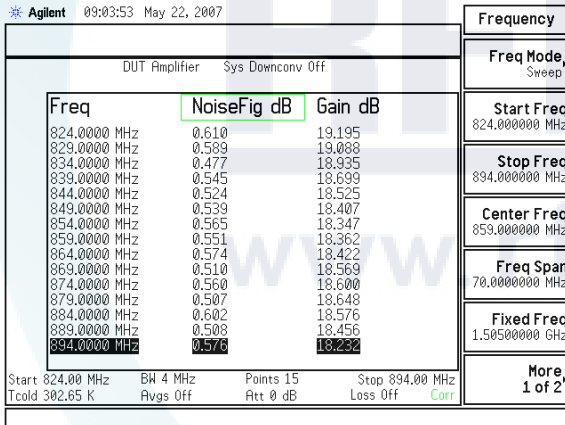 Agilent 09:03:53 May 22, 2007
Frequency
DUT Amplifier Sys Downconv Off
Freq NoiseFig dB Gain dB
824.0000 MHz 0.610 19.195
829.0000 MHz 0.589 19.088
834.0000 MHz 0.477 18.935
839.0000 MHz 0.545 18.699
844.0000 MHz 0.524 18.525
849.0000 MHz 0.539 18.407
854.0000 MHz 0.565 18.347
859.0000 MHz 0.551 18.362
864.0000 MHz 0.574 18.422
869.0000 MHz 0.510 18.569
874.0000 MHz 0.560 18.600
879.0000 MHz 0.507 18.648
884.0000 MHz 0.602 18.576
889.0000 MHz 0.508 18.456
894.0000 MHz 0.576 18.232
Start 824.00 MHz BW 4 MHz Points 15 Stop 894.00 MHz
Tcold 302.65 K Avgs Off Att 0 dB Loss Off Corr
Freq Mode
Sweep
Start Freq
824.000000 MHz
Stop Freq
894.000000 MHz
Center Freq
859.000000 MHz
Freq Span
70.0000000 MHz
Fixed Freq
1.50500000 GHz
More
1 of 2
www.